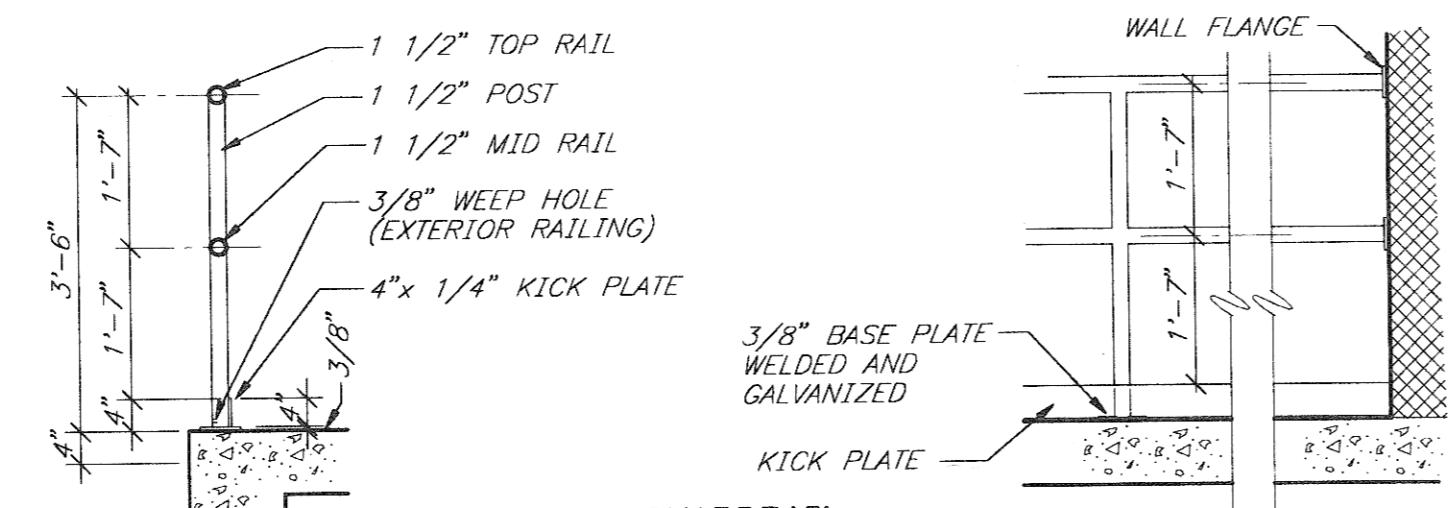 1 1/2" TOP RAIL
1 1/2" POST
1 1/2" MID RAIL
3/8" WEEP HOLE
(EXTERIOR RAILING)
4"x 1/4" KICK PLATE
3'-6"
1'-7"
1'-7"
4"
4"
4"
3/8"
WALL FLANGE
1'-7"
1'-7"
3/8" BASE PLATE
WELDED AND
GALVANIZED
KICK PLATE